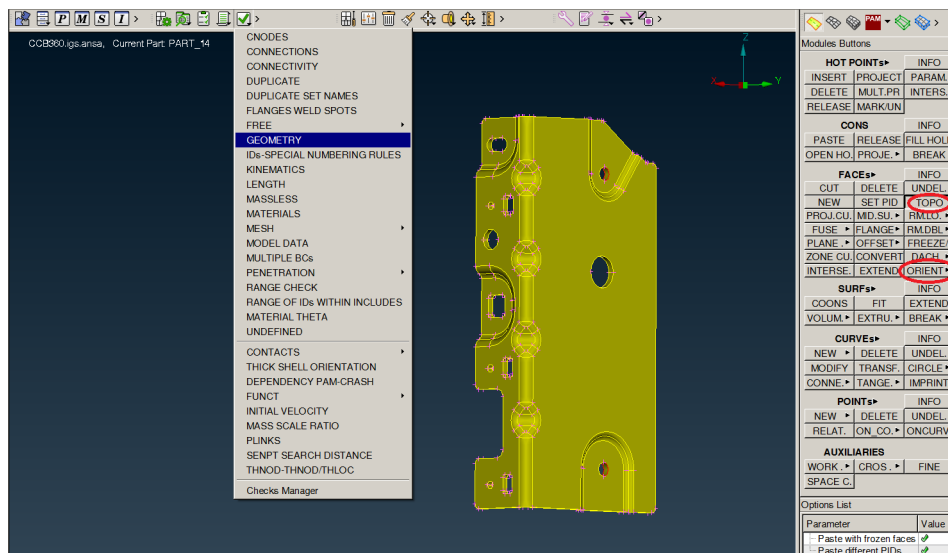 P M S I
PAM
CCB360.igs.ansa, Current Part: PART_14
Z
X
Y
CNODES
CONNECTIONS
CONNECTIVITY
DUPLICATE
DUPLICATE SET NAMES
FLANGES WELD SPOTS
FREE
GEOMETRY
IDs-SPECIAL NUMBERING RULES
KINEMATICS
LENGTH
MASSLESS
MATERIALS
MESH
MODEL DATA
MULTIPLE BCs
PENETRATION
RANGE CHECK
RANGE OF IDs WITHIN INCLUDES
MATERIAL THETA
UNDEFINED
CONTACTS
THICK SHELL ORIENTATION
DEPENDENCY PAM-CRASH
FUNCT
INITIAL VELOCITY
MASS SCALE RATIO
PLINKS
SENPT SEARCH DISTANCE
THNOD-THNOD/THLOC
Checks Manager
Modules Buttons
HOT POINTs INFO
INSERT PROJECT PARAM.
DELETE MULT.PR INTERS.
RELEASE MARK/UN
CONS INFO
PASTE RELEASE FILL HOL
OPEN HO. PROJE. BREAK
FACEs INFO
CUT DELETE UNDEL.
NEW SET PID TOPO
PROJ.CU. MID.SU. RM.LO.
FUSE FLANGE RM.DBL
PLANE . OFFSET FREEZE/
ZONE CU. CONVERT DACH.
INTERSE. EXTEND ORIENT
SURFs INFO
COONS FIT EXTEND
VOLUM. EXTRU. BREAK
CURVEs INFO
NEW DELETE UNDEL.
MODIFY TRANSF. CIRCLE
CONNE. TANGE. IMPRINT
POINTs INFO
NEW DELETE UNDEL.
RELAT. ON_CO. ONCURV
AUXILIARIES
WORK . CROS . FINE
SPACE C.
Options List
Parameter Value
Paste with frozen faces
Paste different PIDs